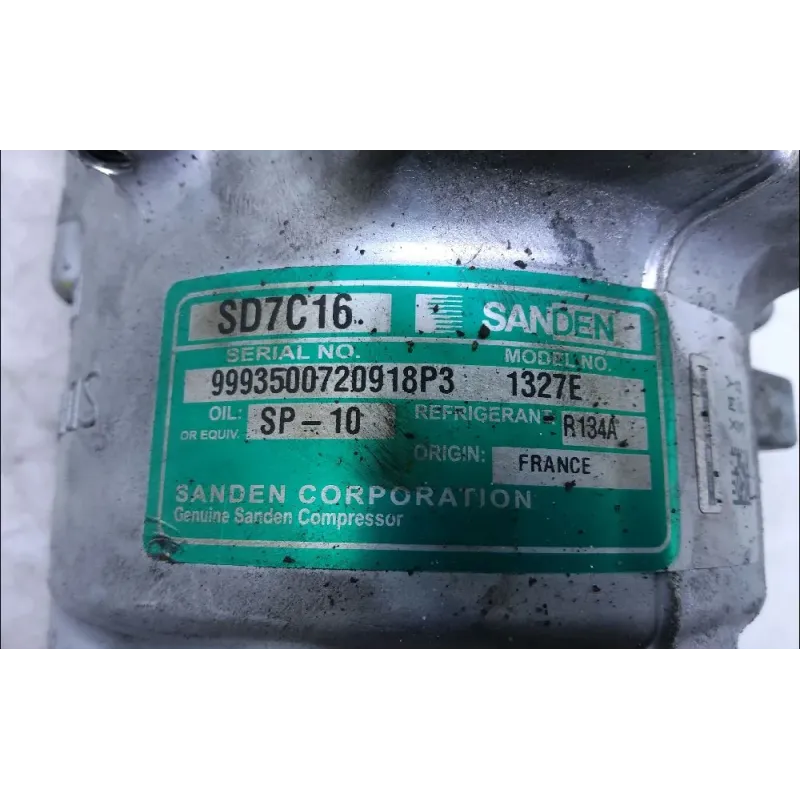 SD7C16
SANDEN
SERIAL NO.
MODEL NO.
9993500720918P3
1327E
OIL:
OR EQUIV.
SP-10
REFRIGERANT
R134A
ORIGIN:
FRANCE
SANDEN CORPORATION
Genuine Sanden Compressor